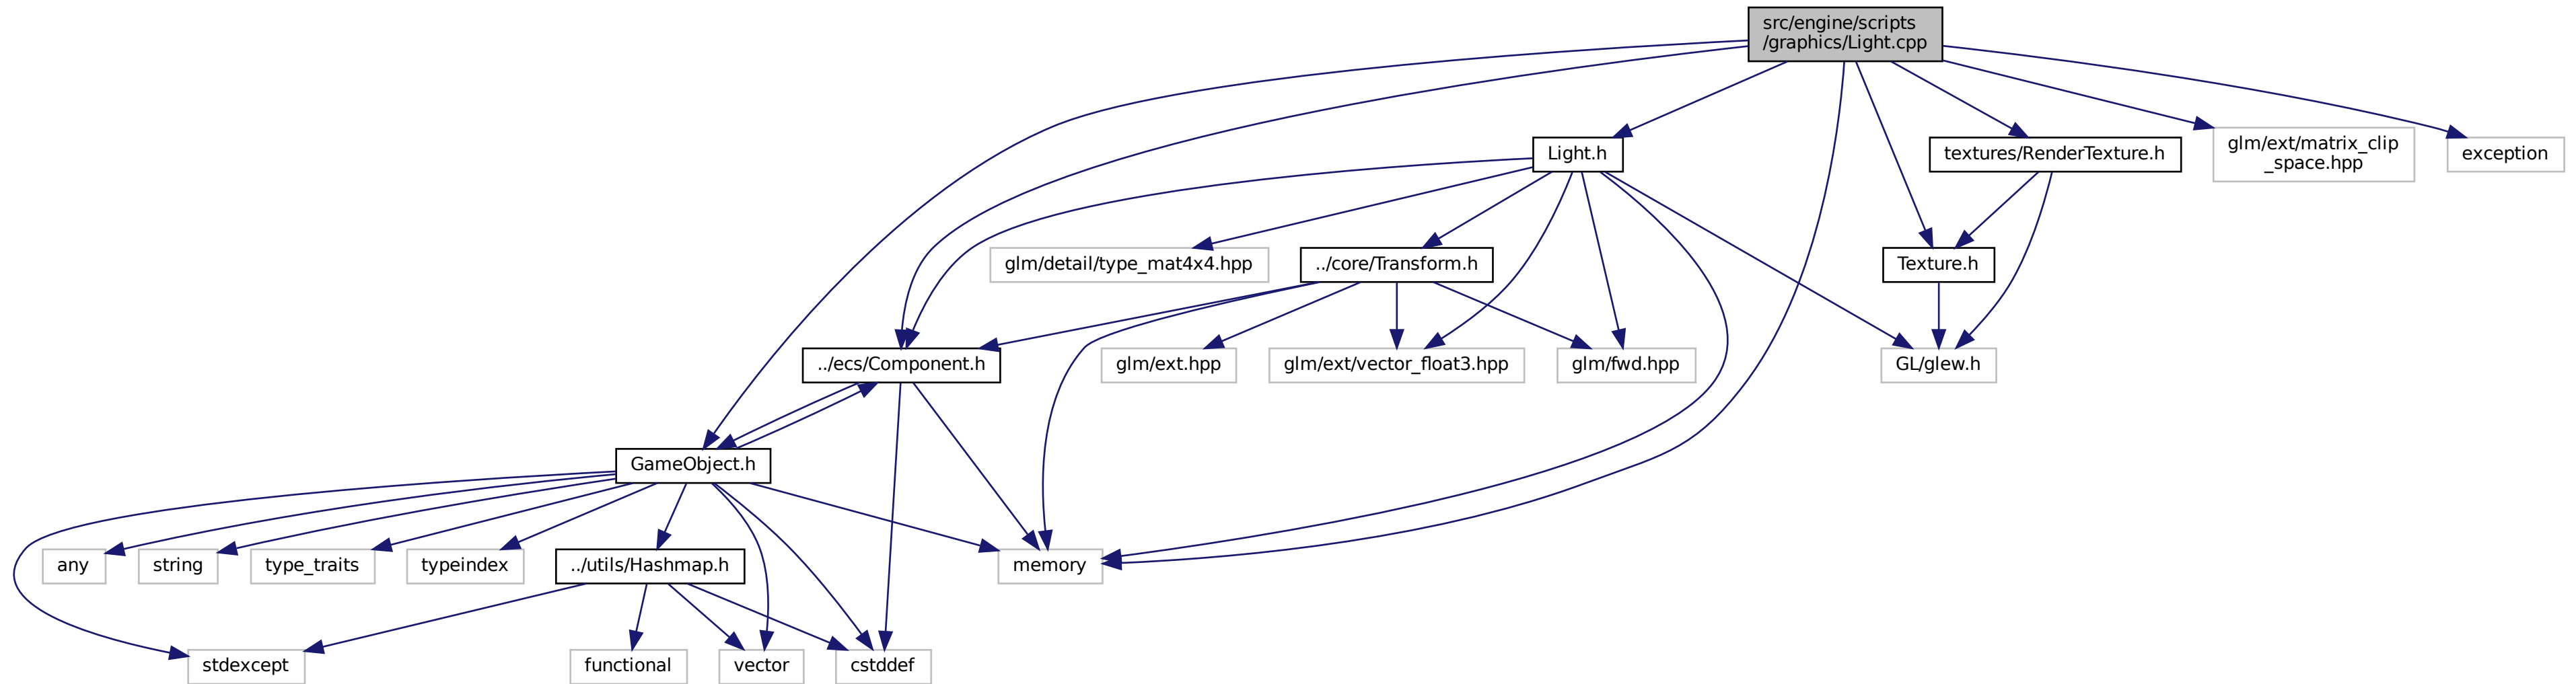 src/engine/scripts
/graphics/Light.cpp
Light.h
textures/RenderTexture.h
glm/ext/matrix_clip
_space.hpp
exception
glm/detail/type_mat4x4.hpp
../core/Transform.h
Texture.h
../ecs/Component.h
glm/ext.hpp
glm/ext/vector_float3.hpp
glm/fwd.hpp
GL/glew.h
GameObject.h
any
string
type_traits
typeindex
../utils/Hashmap.h
memory
stdexcept
functional
vector
cstddef